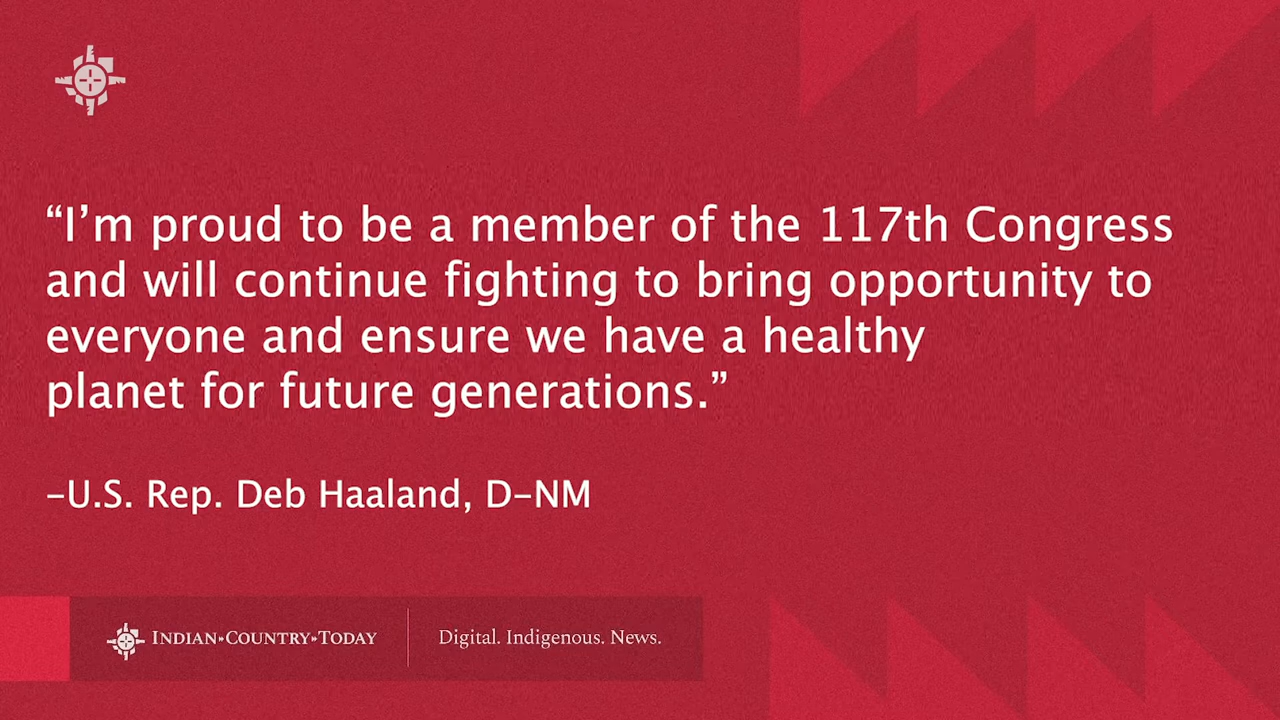 “I’m proud to be a member of the 117th Congress
and will continue fighting to bring opportunity to
everyone and ensure we have a healthy
planet for future generations.”
–U.S. Rep. Deb Haaland, D–NM
INDIAN»COUNTRY»TODAY
Digital. Indigenous. News.